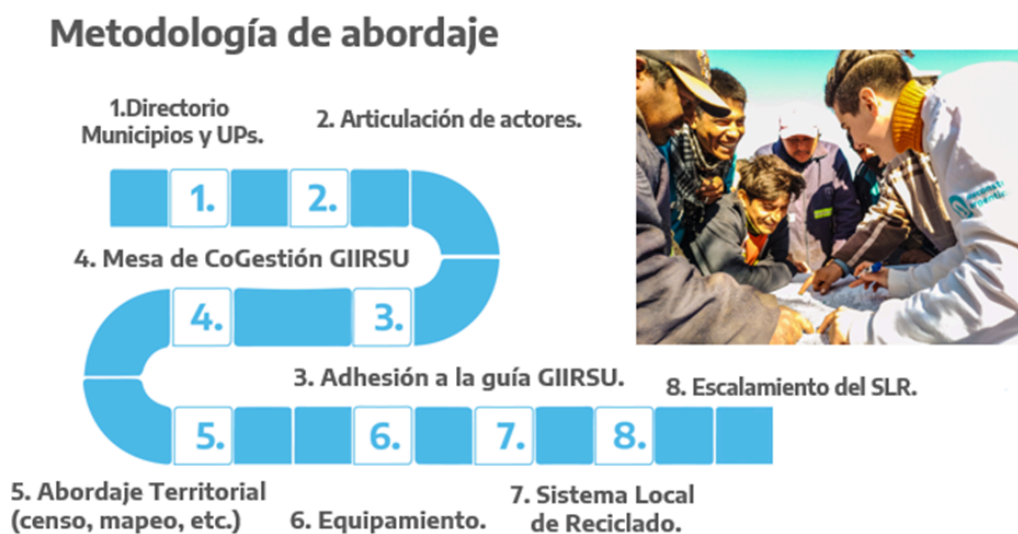 Metodología de abordaje
1.Directorio
Municipios y UPs.
2. Articulación de actores.
1.
2.
4. Mesa de CoGestión GIIRSU
4.
3.
3. Adhesión a la guía GIIRSU.
8. Escalamiento del SLR.
5.
6.
7.
8.
5. Abordaje Territorial
(censo, mapeo, etc.)
6. Equipamiento.
7. Sistema Local
de Reciclado.